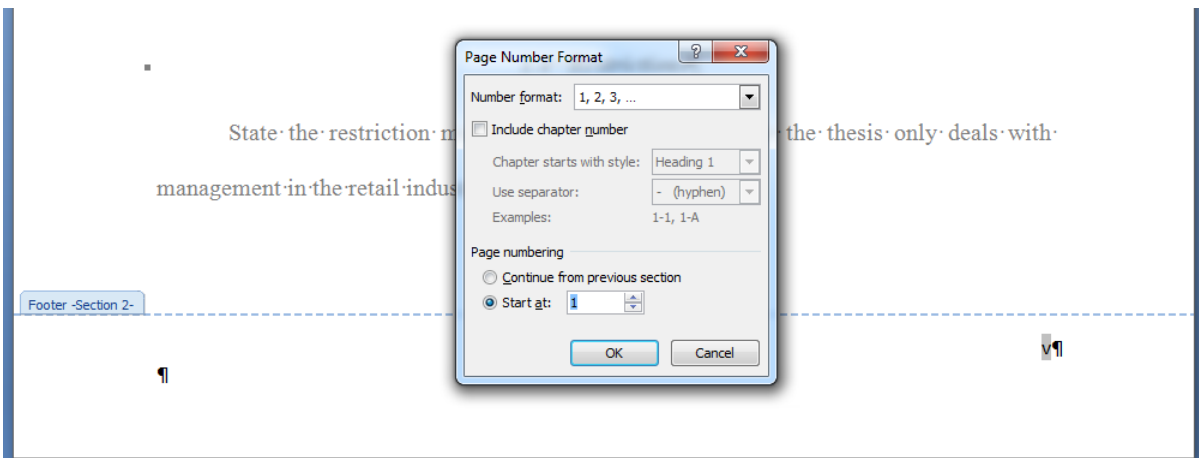 Page Number Format
Number format: 1, 2, 3, ...
Include chapter number
State the restriction m the thesis only deals with
Chapter starts with style: Heading 1
management in the retail indus
Use separator: - (hyphen)
Examples: 1-1, 1-A
Page numbering
Continue from previous section
Start at: 1
Footer -Section 2-
OK Cancel
v¶
¶